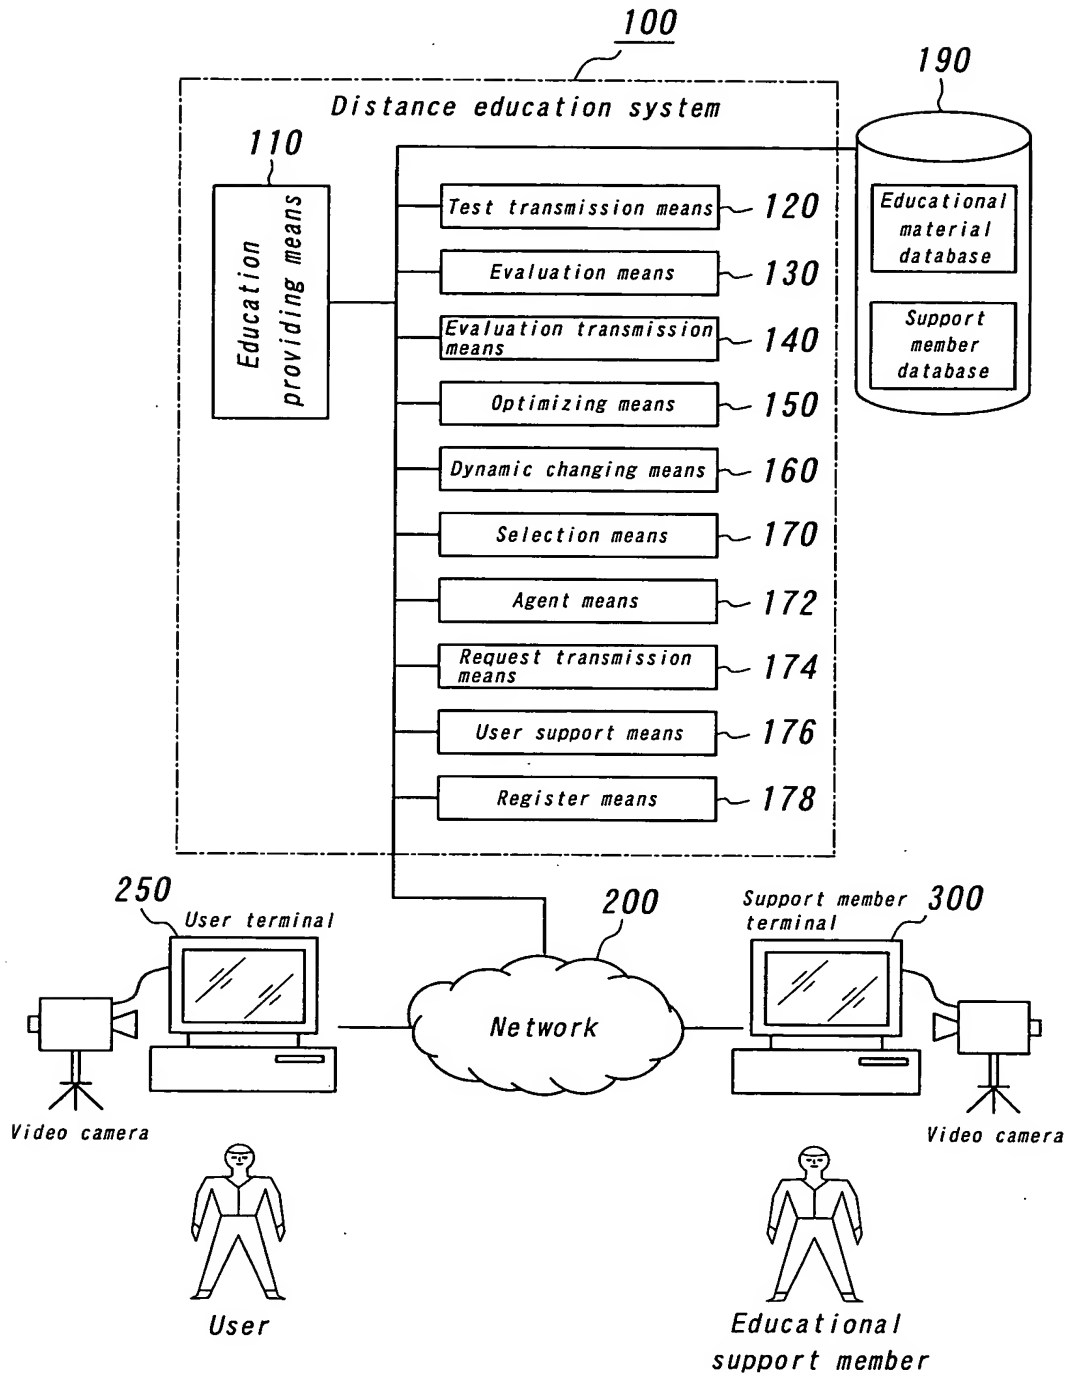 100
190
Distance education system
110
Education
providing means
Test transmission means
120
Educational
material
database
Evaluation means
130
Evaluation transmission
means
140
Support
member
database
Optimizing means
150
Dynamic changing means
160
Selection means
170
Agent means
172
Request transmission
means
174
User support means
176
Register means
178
250
User terminal
200
Support member
terminal
300
Network
Video camera
Video camera
User
Educational
support member